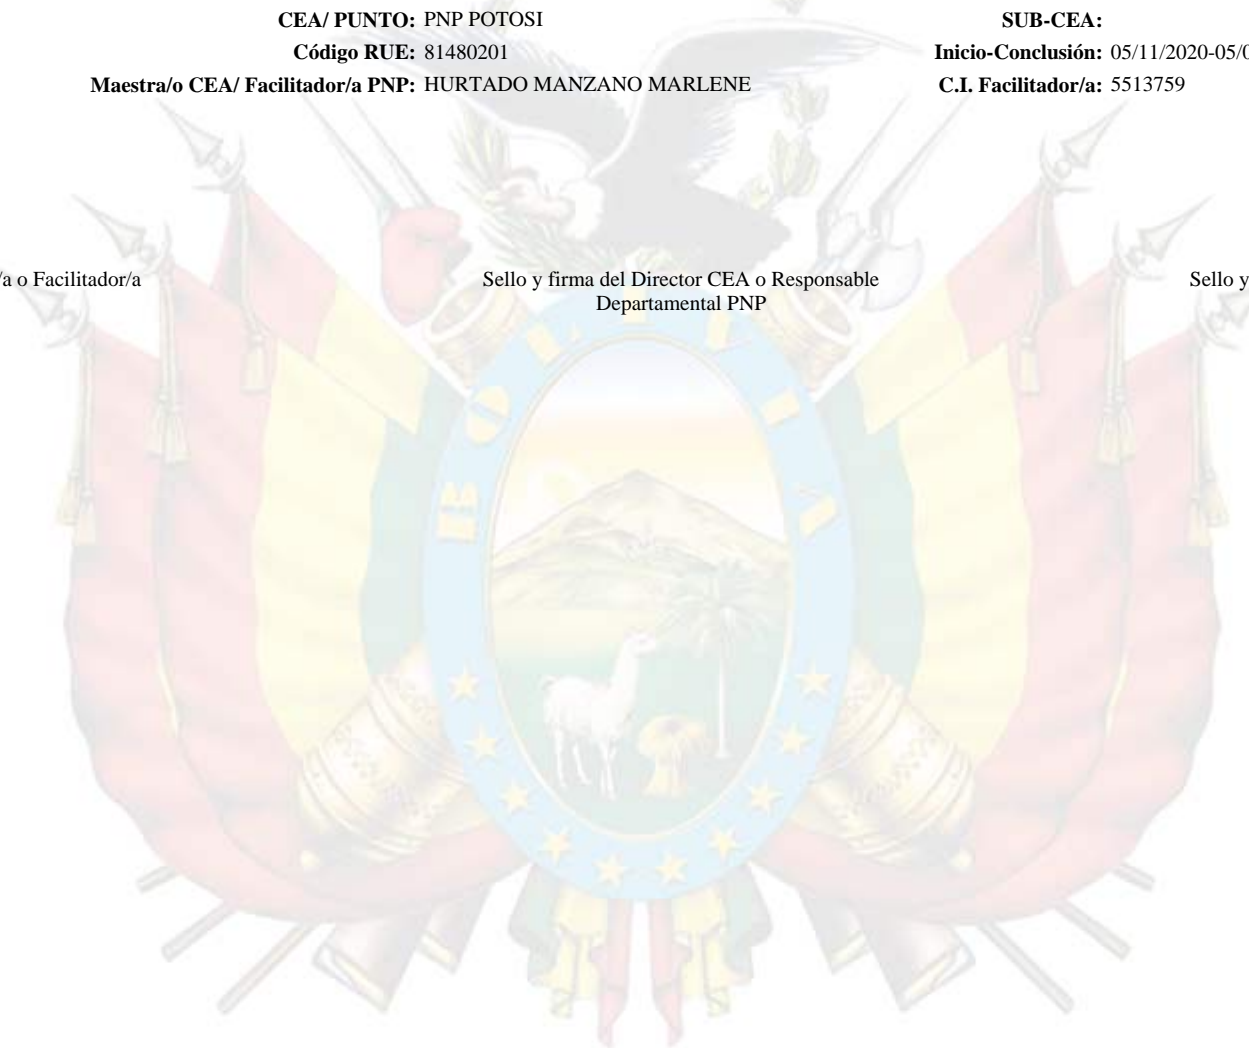 CEA/ PUNTO: PNP POTOSI SUB-CEA:
Código RUE: 81480201 Inicio-Conclusión: 05/11/2020-05/0
Maestra/o CEA/ Facilitador/a PNP: HURTADO MANZANO MARLENE C.I. Facilitador/a: 5513759
/a o Facilitador/a Sello y firma del Director CEA o Responsable Sello y
Departamental PNP
BOLIVIA